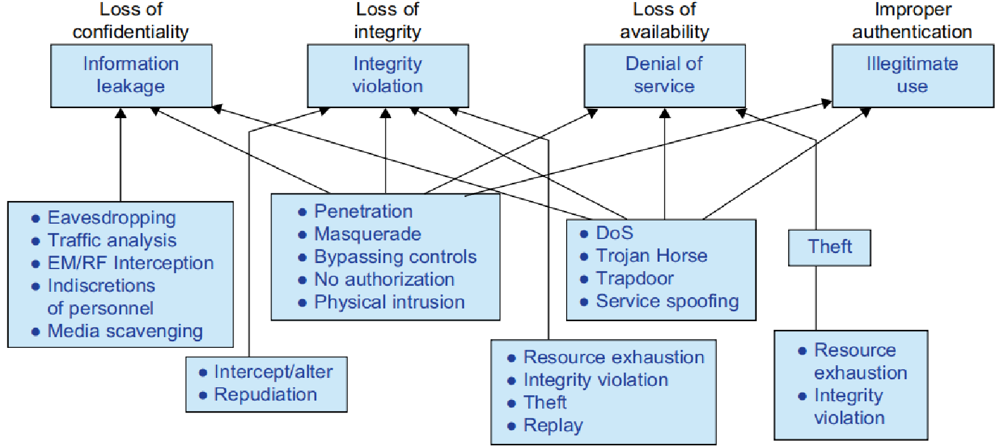 Loss of
confidentiality
Loss of
integrity
Loss of
availability
Improper
authentication
Information
leakage
Integrity
violation
Denial of
service
Illegitimate
use
● Eavesdropping
● Traffic analysis
● EM/RF Interception
● Indiscretions
of personnel
● Media scavenging
● Penetration
● Masquerade
● Bypassing controls
● No authorization
● Physical intrusion
● DoS
● Trojan Horse
● Trapdoor
● Service spoofing
Theft
● Intercept/alter
● Repudiation
● Resource exhaustion
● Integrity violation
● Theft
● Replay
● Resource
exhaustion
● Integrity
violation